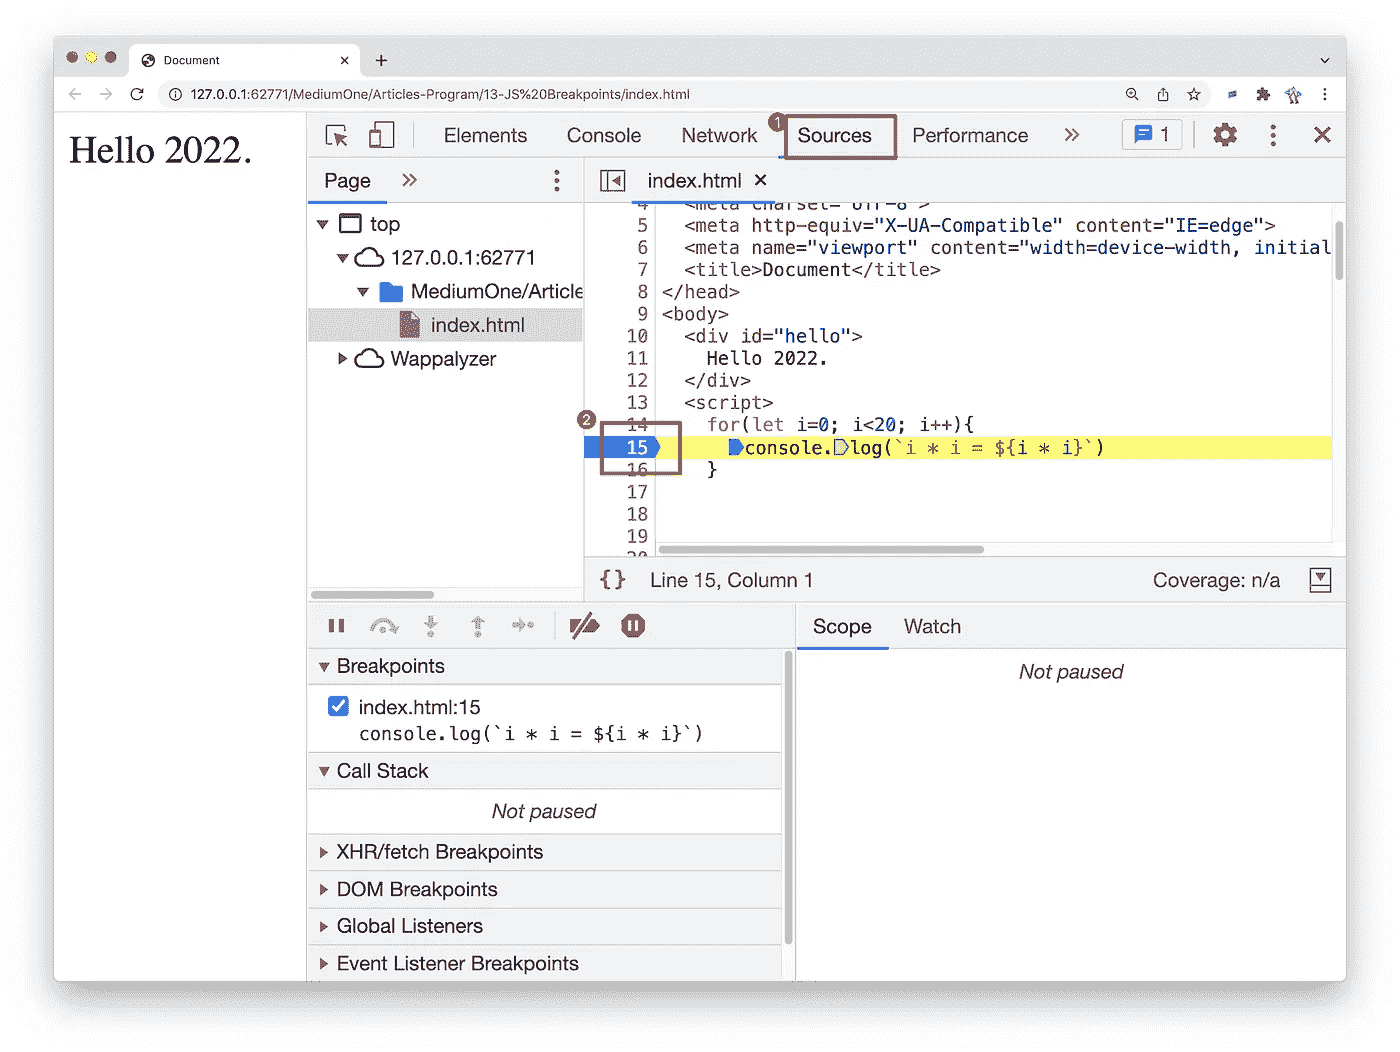 Document
127.0.0.1:62771/MediumOne/Articles-Program/13-JS%20Breakpoints/index.html
Hello 2022.
Elements Console Network 1 Sources Performance 1
Page
index.html
top
127.0.0.1:62771
MediumOne/Article
index.html
Wappalyzer
4 <meta charset="UTF-8">
5 <meta http-equiv="X-UA-Compatible" content="IE=edge">
6 <meta name="viewport" content="width=device-width, initial
7 <title>Document</title>
8 </head>
9 <body>
10 <div id="hello">
11 Hello 2022.
12 </div>
13 <script>
2
14 for(let i=0; i<20; i++){
15 console.log(`i * i = ${i * i}`)
16 }
17
18
19
20
{} Line 15, Column 1 Coverage: n/a
Breakpoints
index.html:15
console.log(`i * i = ${i * i}`)
Call Stack
Not paused
XHR/fetch Breakpoints
DOM Breakpoints
Global Listeners
Event Listener Breakpoints
Scope Watch
Not paused